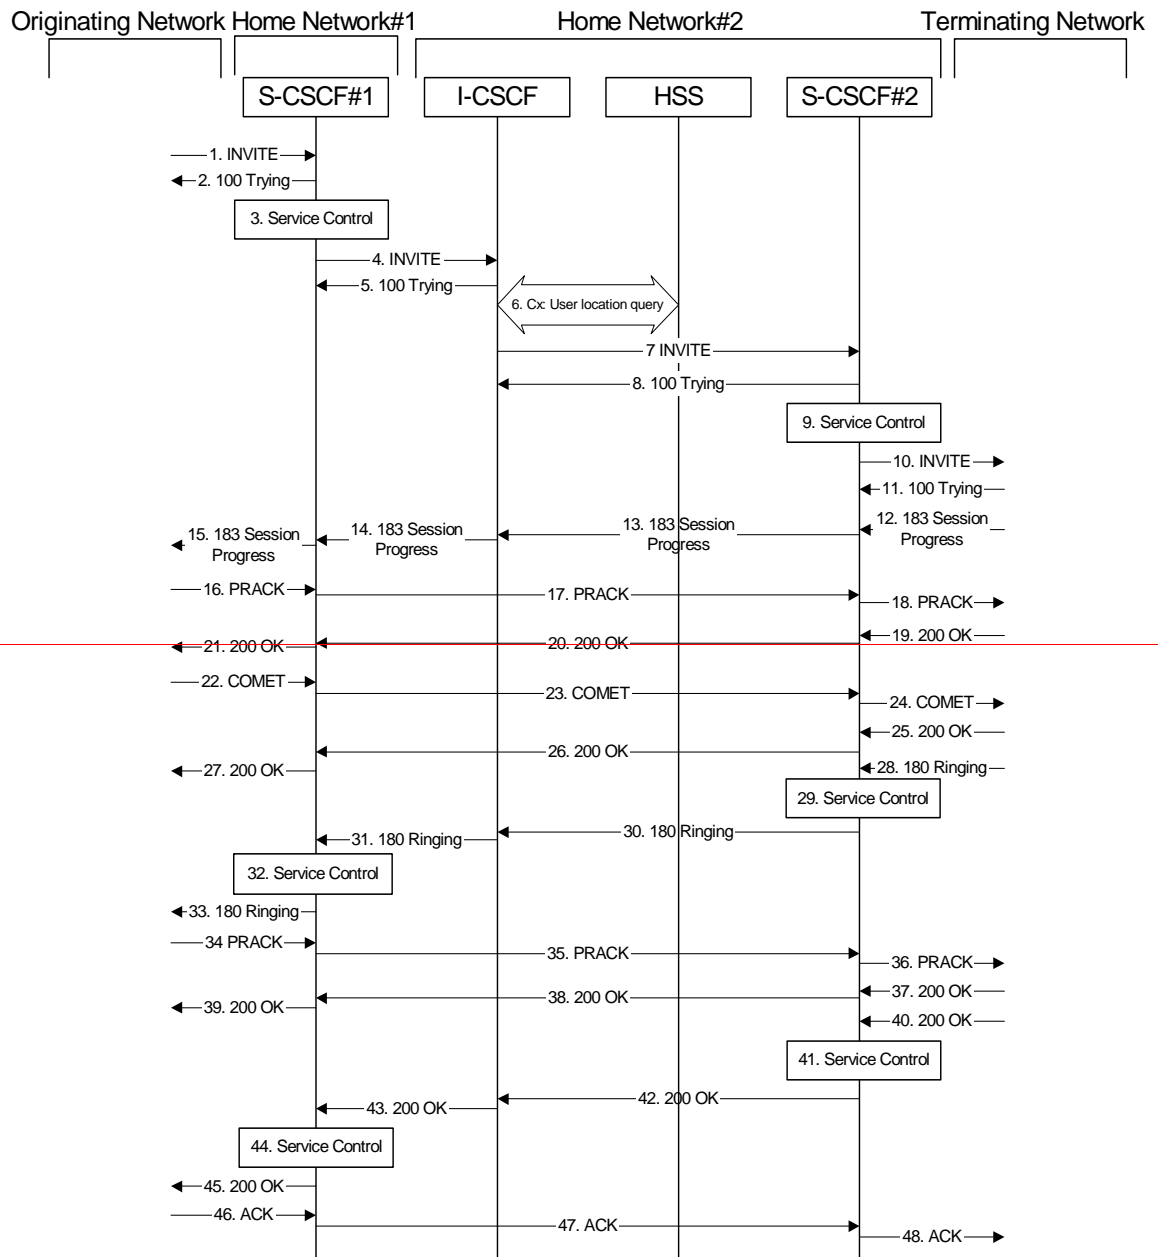 Originating Network Home Network#1 Home Network#2 Terminating Network
S-CSCF#1 I-CSCF HSS S-CSCF#2
1. INVITE
2. 100 Trying
3. Service Control
4. INVITE
5. 100 Trying
6. Cx: User location query
7 INVITE
8. 100 Trying
9. Service Control
10. INVITE
11. 100 Trying
12. 183 Session
Progress
13. 183 Session
Progress
14. 183 Session
Progress
15. 183 Session
Progress
16. PRACK
17. PRACK
18. PRACK
19. 200 OK
20. 200 OK
21. 200 OK
22. COMET
23. COMET
24. COMET
25. 200 OK
26. 200 OK
27. 200 OK
28. 180 Ringing
29. Service Control
30. 180 Ringing
31. 180 Ringing
32. Service Control
33. 180 Ringing
34 PRACK
35. PRACK
36. PRACK
37. 200 OK
38. 200 OK
39. 200 OK
40. 200 OK
41. Service Control
42. 200 OK
43. 200 OK
44. Service Control
45. 200 OK
46. ACK
47. ACK
48. ACK